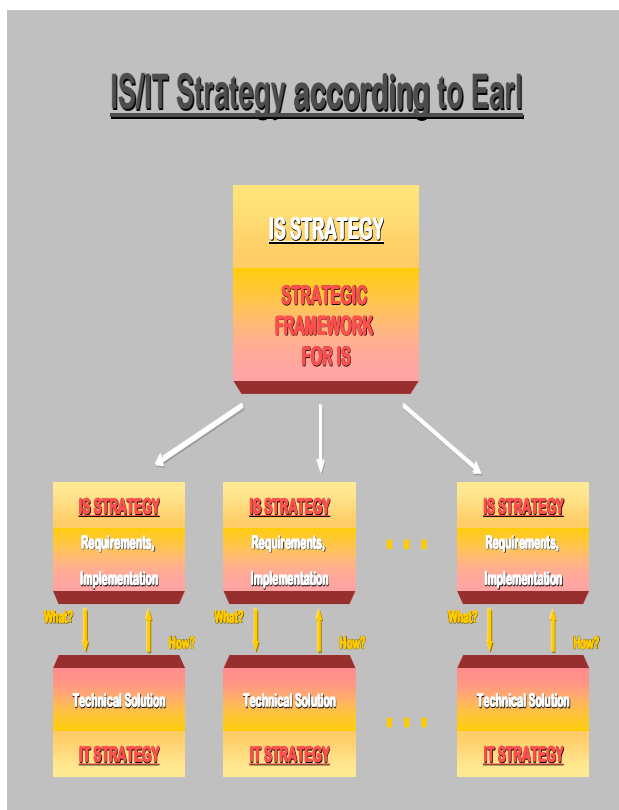 IS/IT Strategy according to Earl
IS STRATEGY
STRATEGIC
FRAMEWORK
FOR IS
IS STRATEGY
Requirements,
Implementation
IS STRATEGY
Requirements,
Implementation
. . .
IS STRATEGY
Requirements,
Implementation
What?
How?
What?
How?
What?
How?
Technical Solution
IT STRATEGY
Technical Solution
IT STRATEGY
. . .
Technical Solution
IT STRATEGY